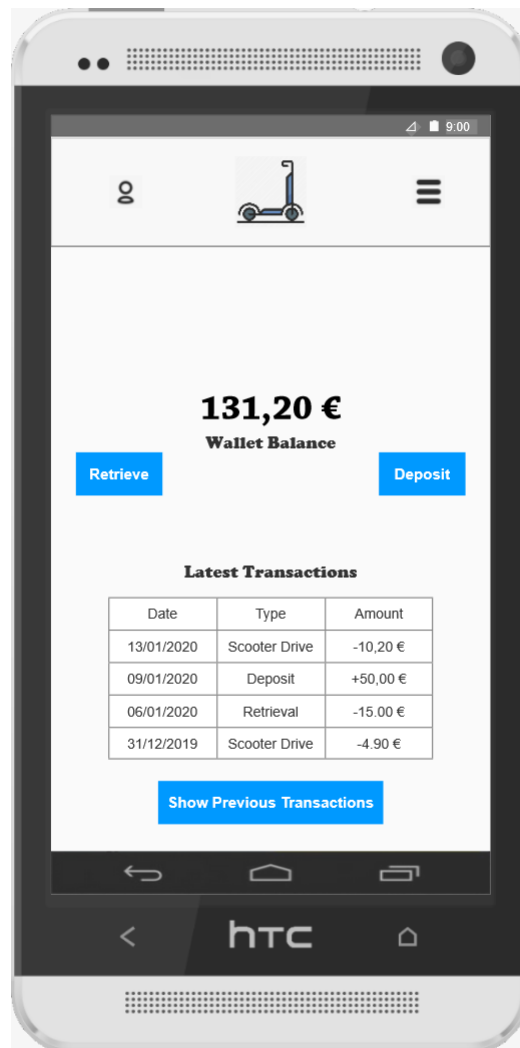 9:00
131,20 €
Wallet Balance
Retrieve Deposit
Latest Transactions
Date Type Amount
13/01/2020 Scooter Drive -10,20 €
09/01/2020 Deposit +50,00 €
06/01/2020 Retrieval -15.00 €
31/12/2019 Scooter Drive -4.90 €
Show Previous Transactions
hTC